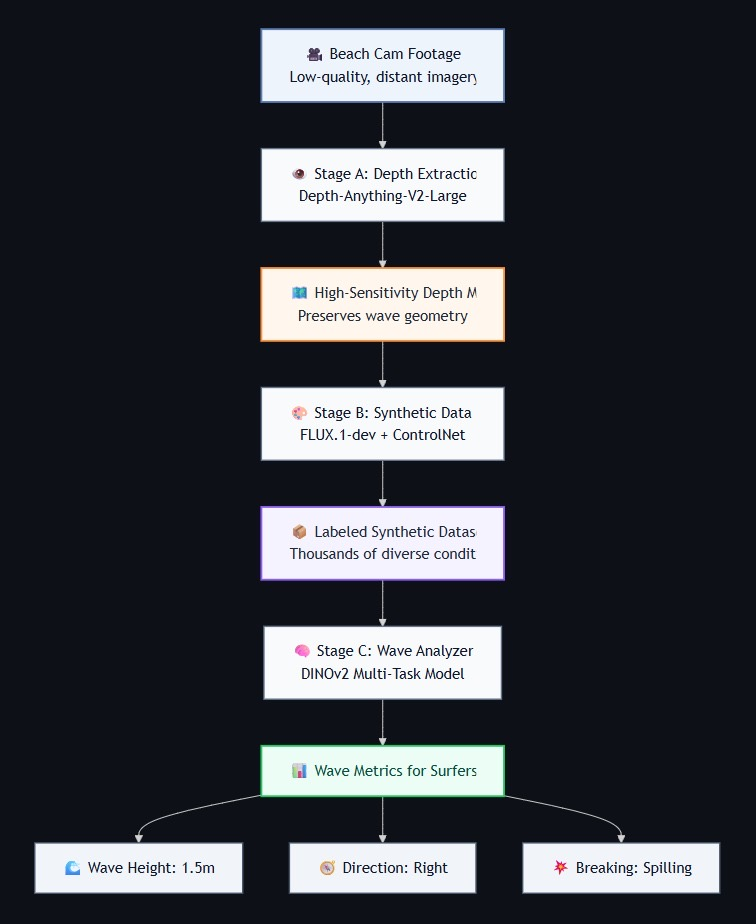 Beach Cam Footage
Low-quality, distant imagery
Stage A: Depth Extractio
Depth-Anything-V2-Large
High-Sensitivity Depth M
Preserves wave geometry
Stage B: Synthetic Data
FLUX.1-dev + ControlNet
Labeled Synthetic Datas
Thousands of diverse condit
Stage C: Wave Analyzer
DINOv2 Multi-Task Model
Wave Metrics for Surfers
Wave Height: 1.5m
Direction: Right
Breaking: Spilling